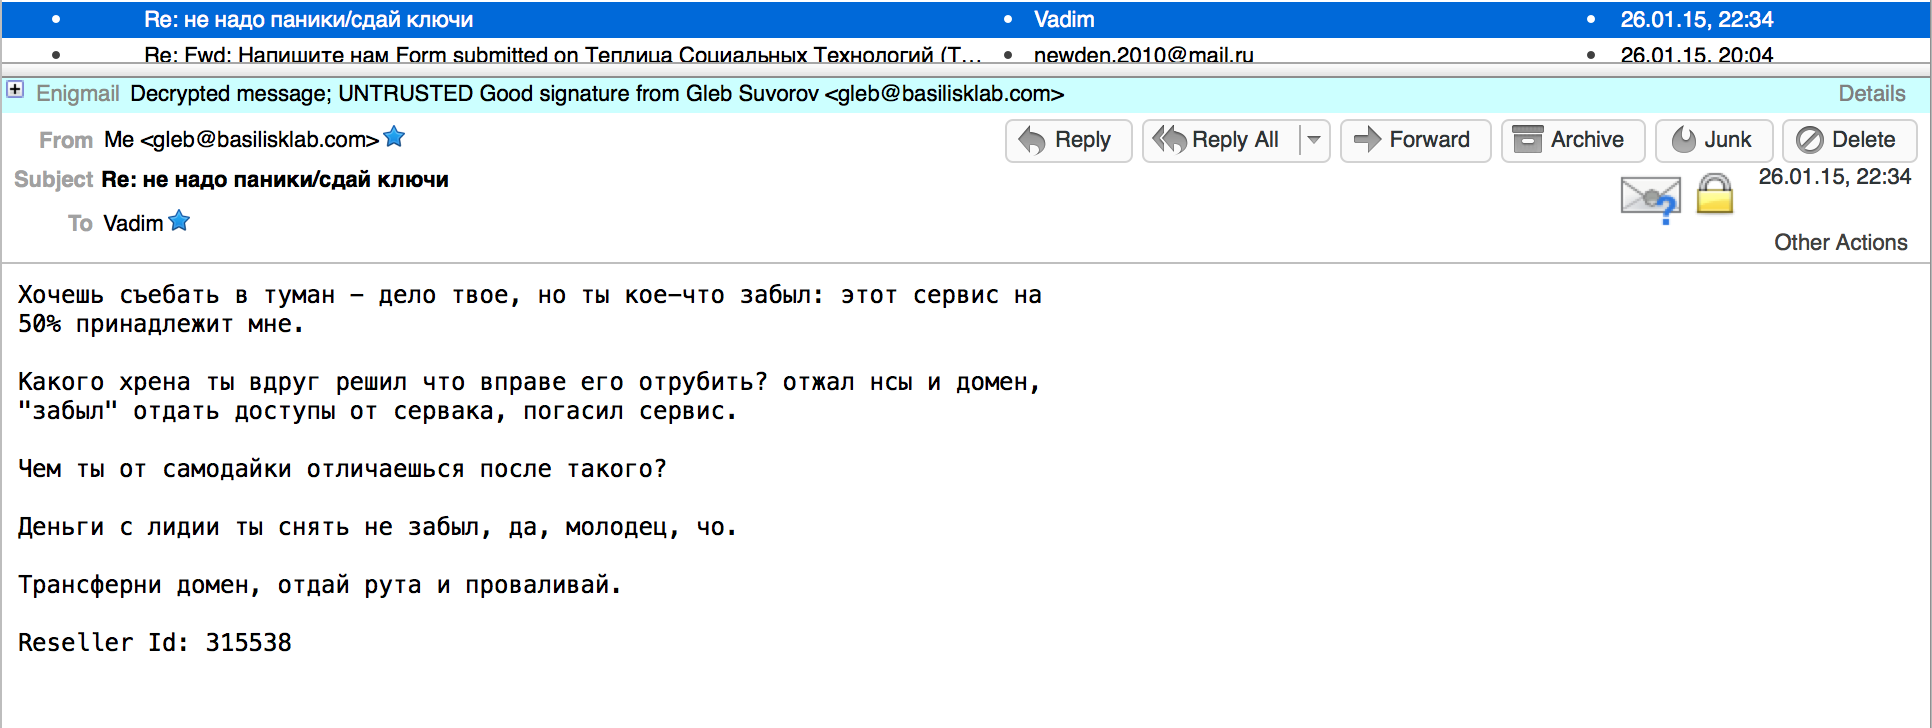 Re: не надо паники/сдай ключи Vadim 26.01.15, 22:34
Re: Fwd: Напишите нам Form submitted on Теплица Социальных Технологий (Т… newden.2010@mail.ru 26.01.15, 20:04
Enigmail Decrypted message; UNTRUSTED Good signature from Gleb Suvorov <gleb@basilisklab.com> Details
From Me <gleb@basilisklab.com> Reply Reply All Forward Archive Junk Delete
Subject Re: не надо паники/сдай ключи 26.01.15, 22:34
To Vadim
Other Actions
Хочешь съебать в туман - дело твое, но ты кое-что забыл: этот сервис на
50% принадлежит мне.
Какого хрена ты вдруг решил что вправе его отрубить? отжал нсы и домен,
"забыл" отдать доступы от сервака, погасил сервис.
Чем ты от самодайки отличаешься после такого?
Деньги с лидии ты снять не забыл, да, молодец, чо.
Трансферни домен, отдай рута и проваливай.
Reseller Id: 315538